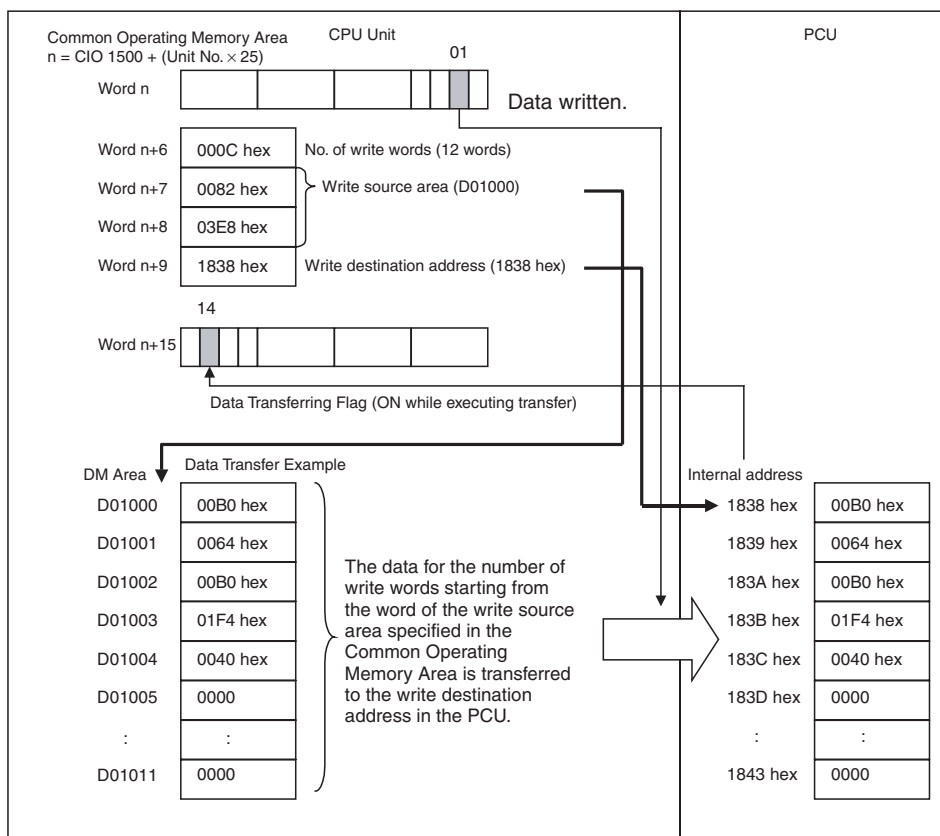 Common Operating Memory Area
n = CIO 1500 + (Unit No. × 25)
CPU Unit
PCU
01
Word n
Data written.
Word n+6 000C hex No. of write words (12 words)
Word n+7 0082 hex Write source area (D01000)
Word n+8 03E8 hex
Word n+9 1838 hex Write destination address (1838 hex)
14
Word n+15
Data Transferring Flag (ON while executing transfer)
DM Area Data Transfer Example
Internal address
D01000 00B0 hex
D01001 0064 hex
D01002 00B0 hex
D01003 01F4 hex
D01004 0040 hex
D01005 0000
: :
D01011 0000
The data for the number of
write words starting from
the word of the write source
area specified in the
Common Operating
Memory Area is transferred
to the write destination
address in the PCU.
1838 hex 00B0 hex
1839 hex 0064 hex
183A hex 00B0 hex
183B hex 01F4 hex
183C hex 0040 hex
183D hex 0000
: :
1843 hex 0000